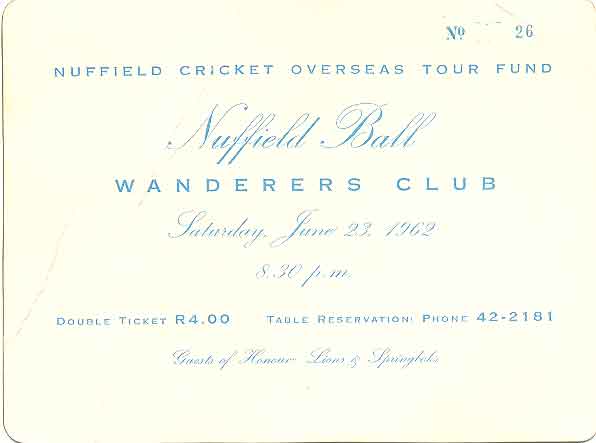 No 26
NUFFIELD CRICKET OVERSEAS TOUR FUND
Nuffield Ball
WANDERERS CLUB
Saturday, June 23, 1962
8.30 p.m.
DOUBLE TICKET R4.00 TABLE RESERVATION: PHONE 42-2181
Guests of Honour- Lions & Springboks